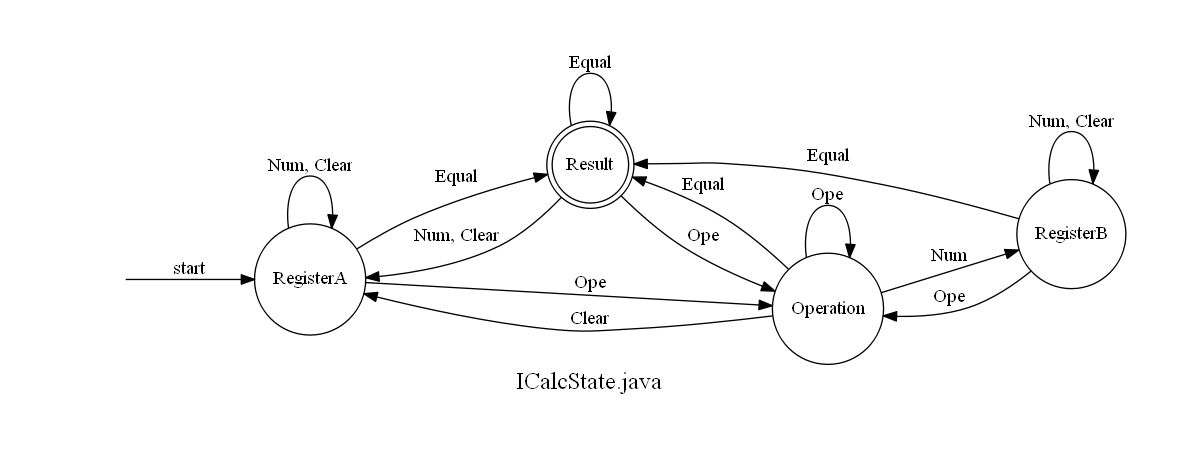 Equal
Result
Num, Clear
RegisterA
start
Equal
Num, Clear
Equal
Ope
Equal
Ope
Operation
Num, Clear
RegisterB
Num
Ope
Ope
Clear
ICalcState.java